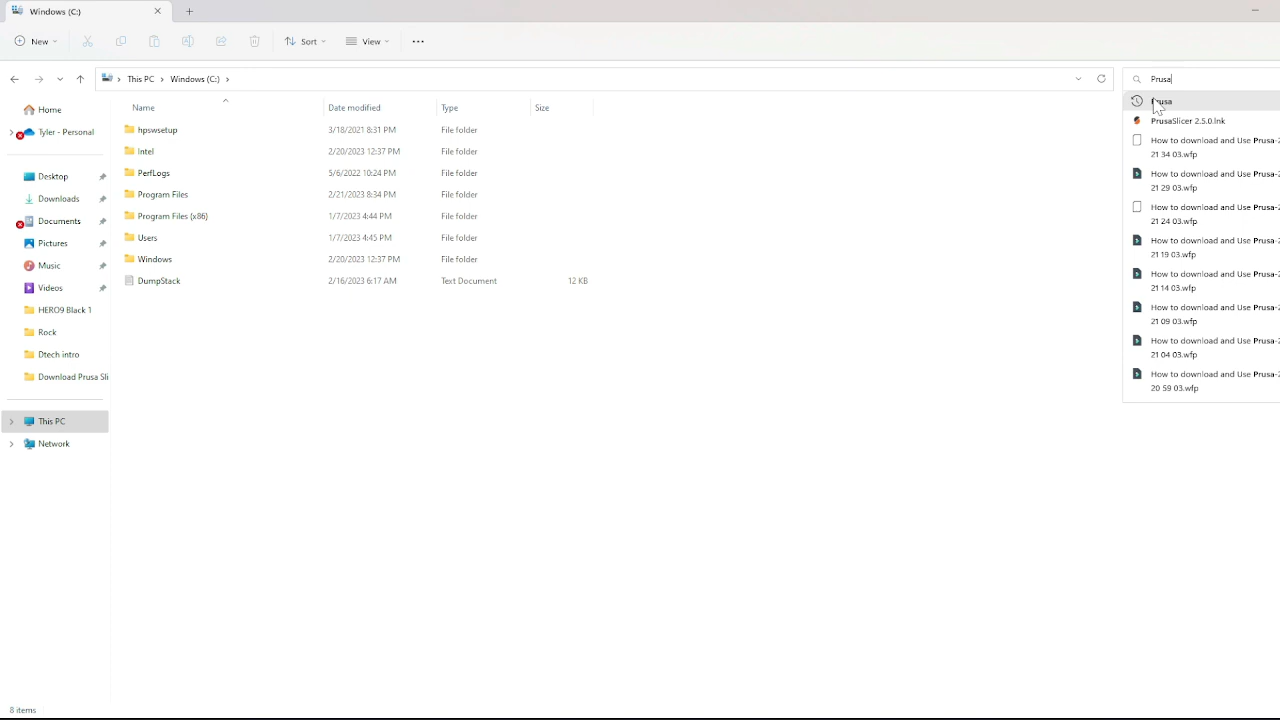 Windows (C:)
New
Sort
View
This PC
Windows (C:)
Prusa
Name
Date modified
Type
Size
Home
Tyler - Personal
Desktop
Downloads
Documents
Pictures
Music
Videos
HERO9 Black 1
Rock
Dtech intro
Download Prusa Sli
This PC
Network
hpswsetup 3/18/2021 8:31 PM File folder
Intel 2/20/2023 12:37 PM File folder
PerfLogs 5/6/2022 10:24 PM File folder
Program Files 2/21/2023 8:34 PM File folder
Program Files (x86) 1/7/2023 4:44 PM File folder
Users 1/7/2023 4:45 PM File folder
Windows 2/20/2023 12:37 PM File folder
DumpStack 2/16/2023 6:17 AM Text Document 12 KB
Prusa
PrusaSlicer 2.5.0.lnk
How to download and Use Prusa-2
21 34 03.wfp
How to download and Use Prusa-2
21 29 03.wfp
How to download and Use Prusa-2
21 24 03.wfp
How to download and Use Prusa-2
21 19 03.wfp
How to download and Use Prusa-2
21 14 03.wfp
How to download and Use Prusa-2
21 09 03.wfp
How to download and Use Prusa-2
21 04 03.wfp
How to download and Use Prusa-2
20 59 03.wfp
8 items